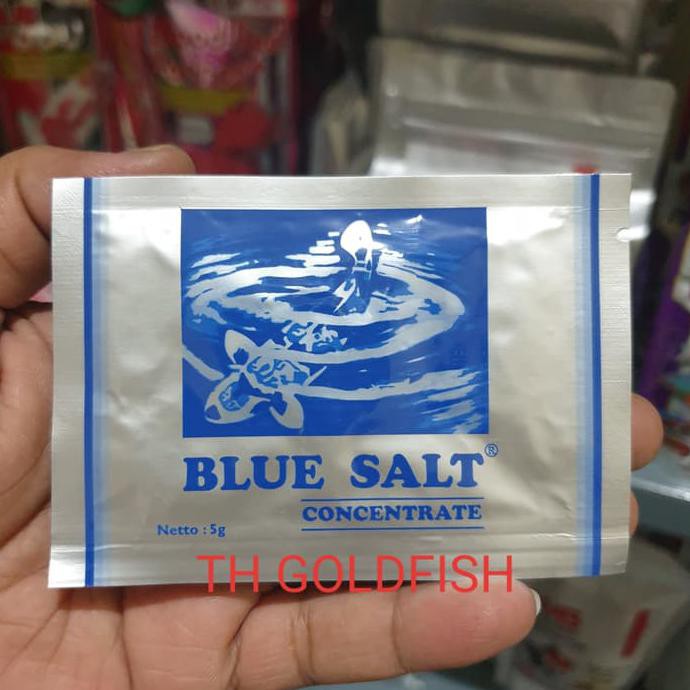 BLUE SALT®
CONCENTRATE
Netto : 5g
TH GOLDFISH